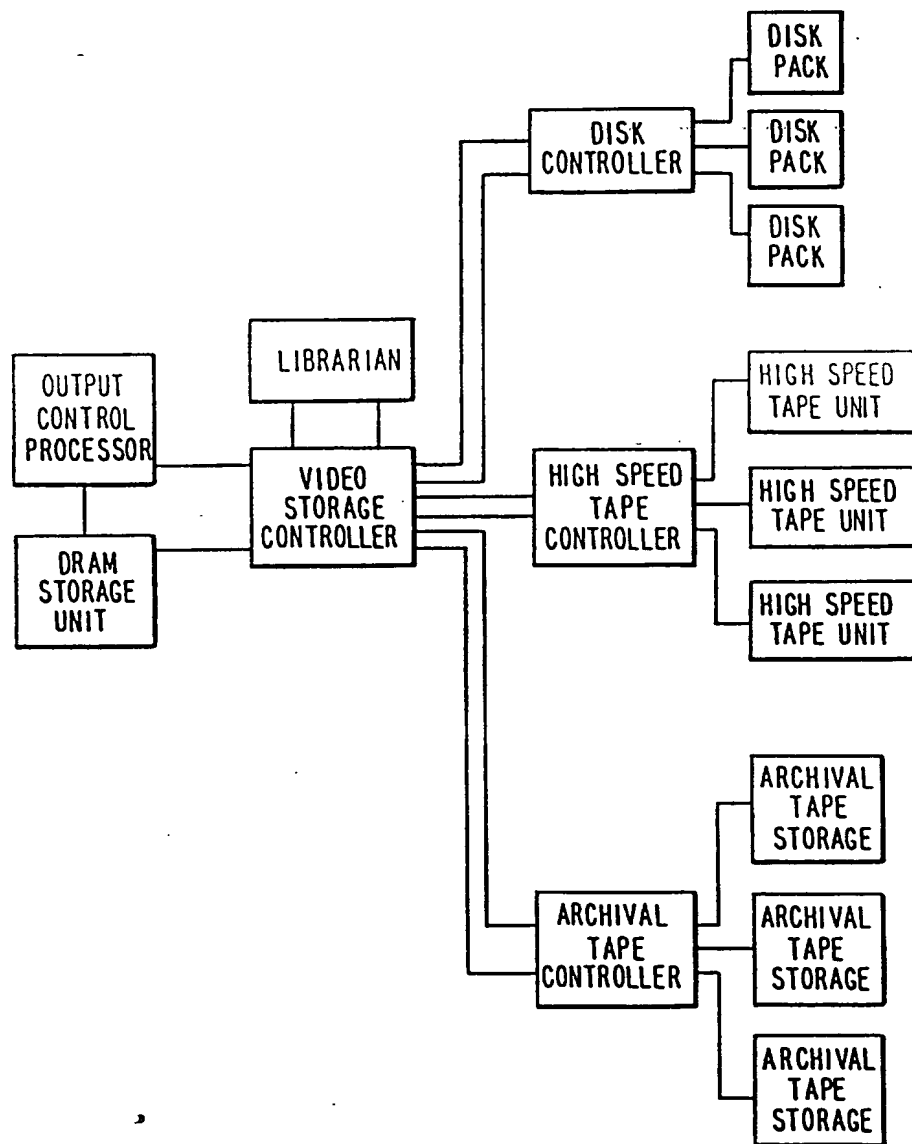 DISK
PACK
DISK
CONTROLLER
DISK
PACK
DISK
PACK
LIBRARIAN
OUTPUT
CONTROL
PROCESSOR
VIDEO
STORAGE
CONTROLLER
DRAM
STORAGE
UNIT
HIGH SPEED
TAPE UNIT
HIGH SPEED
TAPE
CONTROLLER
HIGH SPEED
TAPE UNIT
HIGH SPEED
TAPE UNIT
ARCHIVAL
TAPE
STORAGE
ARCHIVAL
TAPE
CONTROLLER
ARCHIVAL
TAPE
STORAGE
ARCHIVAL
TAPE
STORAGE